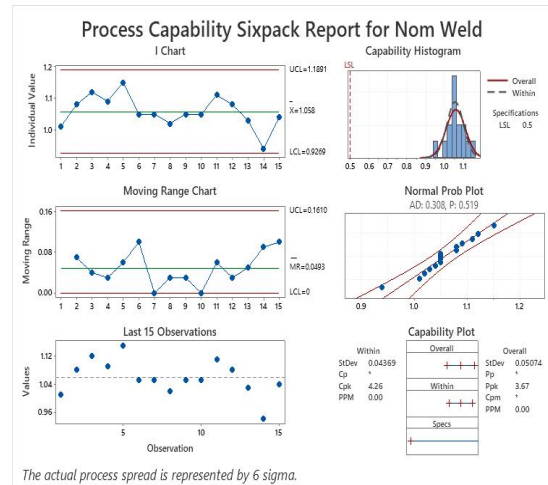 Process Capability Sixpack Report for Nom Weld
I Chart
Individual Value
1.2
1.1
1.0
1 2 3 4 5 6 7 8 9 10 11 12 13 14 15
UCL=1.1891
X=1.058
LCL=0.9269
Capability Histogram
LSL
0.5 0.6 0.7 0.8 0.9 1.0 1.1
Overall
Within
Specifications
LSL 0.5
Moving Range Chart
Moving Range
0.16
0.08
0.00
1 2 3 4 5 6 7 8 9 10 11 12 13 14 15
UCL=0.1610
MR=0.0493
LCL=0
Normal Prob Plot
AD: 0.308, P: 0.519
0.9 1.0 1.1 1.2
Last 15 Observations
Values
1.12
1.04
0.96
5 10 15
Observation
Capability Plot
Within
StDev 0.04369
Cp *
Cpk 4.26
PPM 0.00
Overall
Within
Specs
Overall
StDev 0.05074
Pp *
Ppk 3.67
Cpm *
PPM 0.00
The actual process spread is represented by 6 sigma.